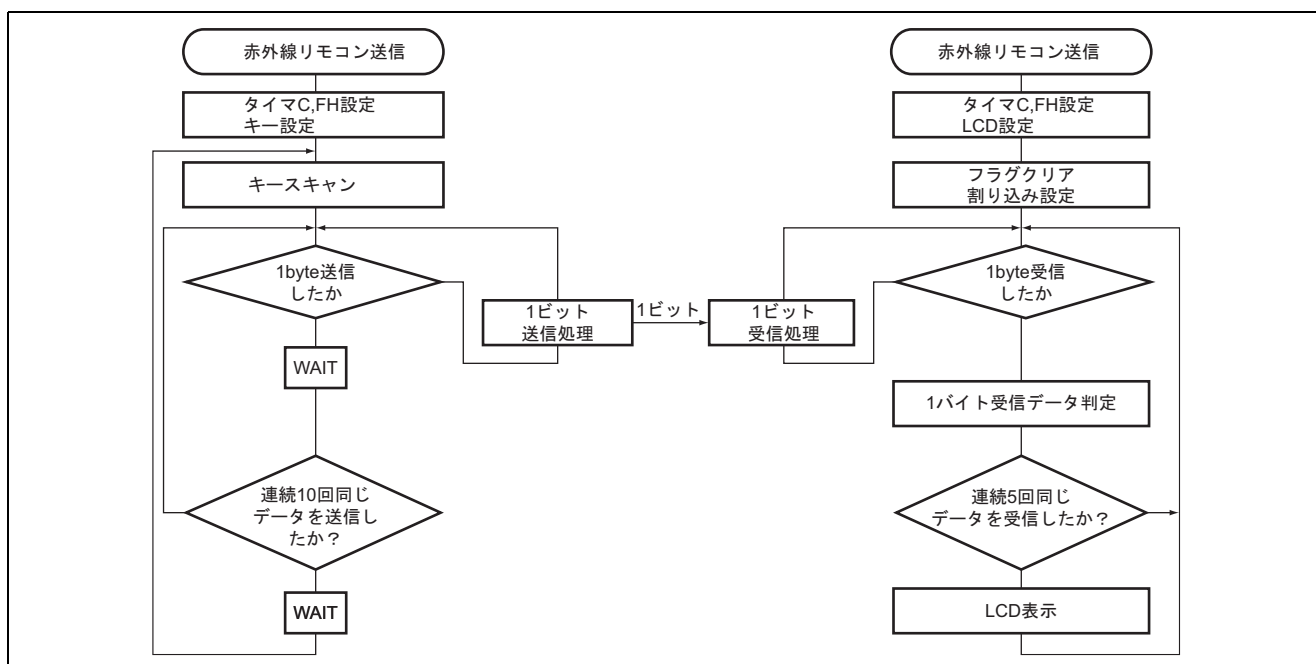 赤外線リモコン送信
タイマC,FH設定
キー設定
キースキャン
1byte送信
したか
1ビット
送信処理
WAIT
連続10回同じ
データを送信し
たか？
WAIT
1ビット
赤外線リモコン送信
タイマC,FH設定
LCD設定
フラグクリア
割り込み設定
1byte受信
したか
1ビット
受信処理
1バイト受信データ判定
連続5回同じ
データを受信したか？
LCD表示